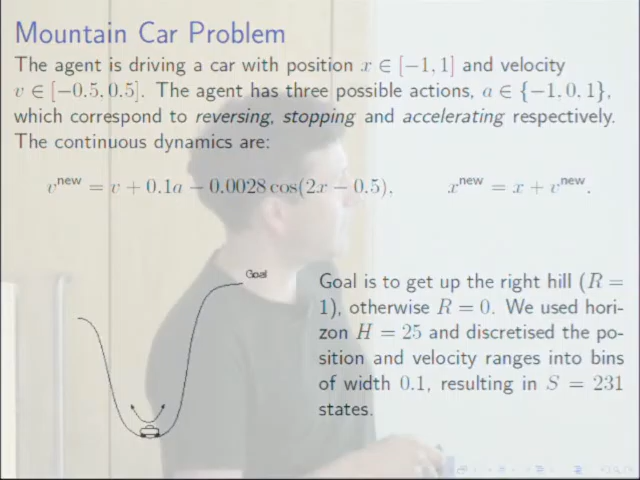 Mountain Car Problem
The agent is driving a car with position x ∈ [−1, 1] and velocity
v ∈ [−0.5, 0.5]. The agent has three possible actions, a ∈ {−1, 0, 1},
which correspond to reversing, stopping and accelerating respectively.
The continuous dynamics are:
v^new = v + 0.1a − 0.0028 cos(2x − 0.5), x^new = x + v^new.
Goal
Goal is to get up the right hill (R =
1), otherwise R = 0. We used hori-
zon H = 25 and discretised the po-
sition and velocity ranges into bins
of width 0.1, resulting in S = 231
states.